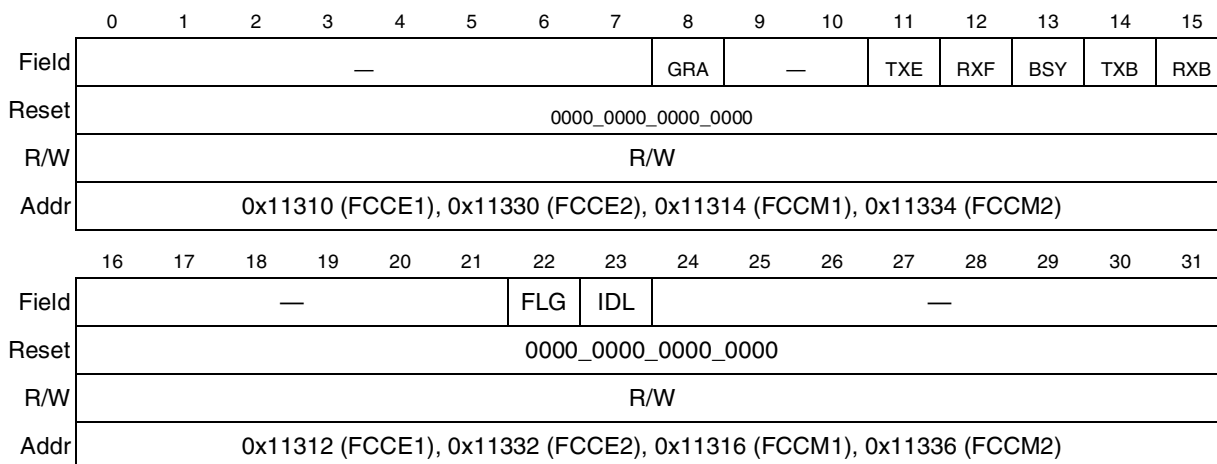 0 1 2 3 4 5 6 7 8 9 10 11 12 13 14 15
Field — GRA — TXE RXF BSY TXB RXB
Reset 0000_0000_0000_0000
R/W R/W
Addr 0x11310 (FCCE1), 0x11330 (FCCE2), 0x11314 (FCCM1), 0x11334 (FCCM2)
16 17 18 19 20 21 22 23 24 25 26 27 28 29 30 31
Field — FLG IDL —
Reset 0000_0000_0000_0000
R/W R/W
Addr 0x11312 (FCCE1), 0x11332 (FCCE2), 0x11316 (FCCM1), 0x11336 (FCCM2)